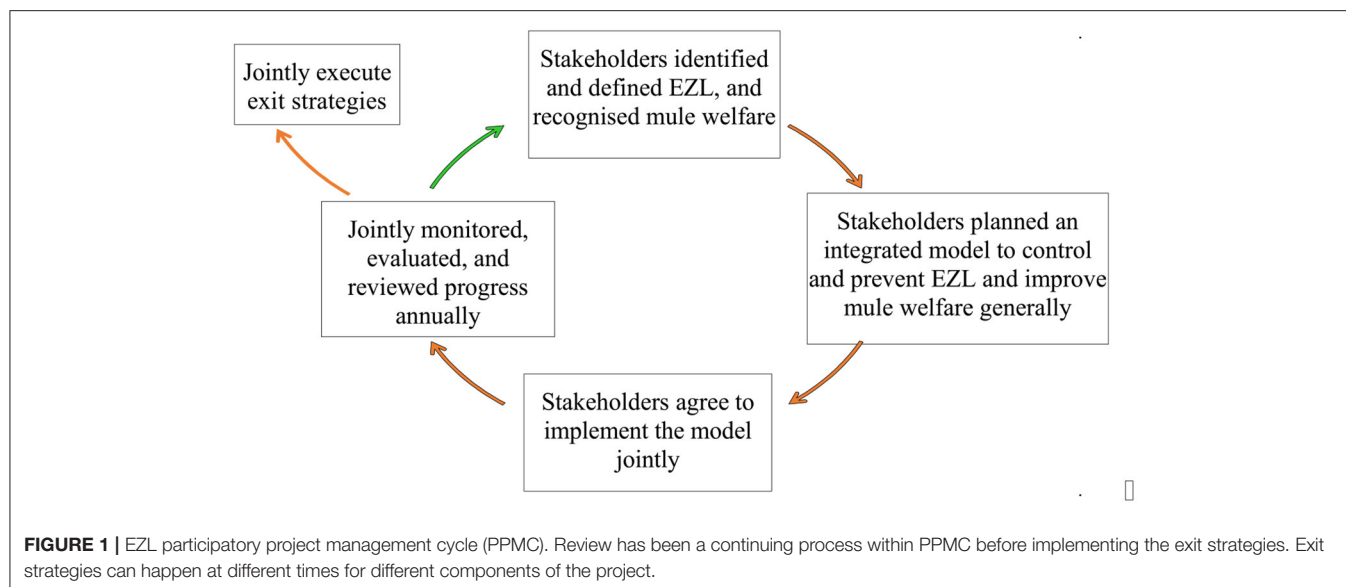 Jointly execute
exit strategies
Stakeholders identified
and defined EZL, and
recognised mule welfare
Stakeholders planned an
integrated model to control
and prevent EZL and improve
mule welfare generally
Stakeholders agree to
implement the model
jointly
Jointly monitored,
evaluated, and
reviewed progress
annually
FIGURE 1 | EZL participatory project management cycle (PPMC). Review has been a continuing process within PPMC before implementing the exit strategies. Exit
strategies can happen at different times for different components of the project.